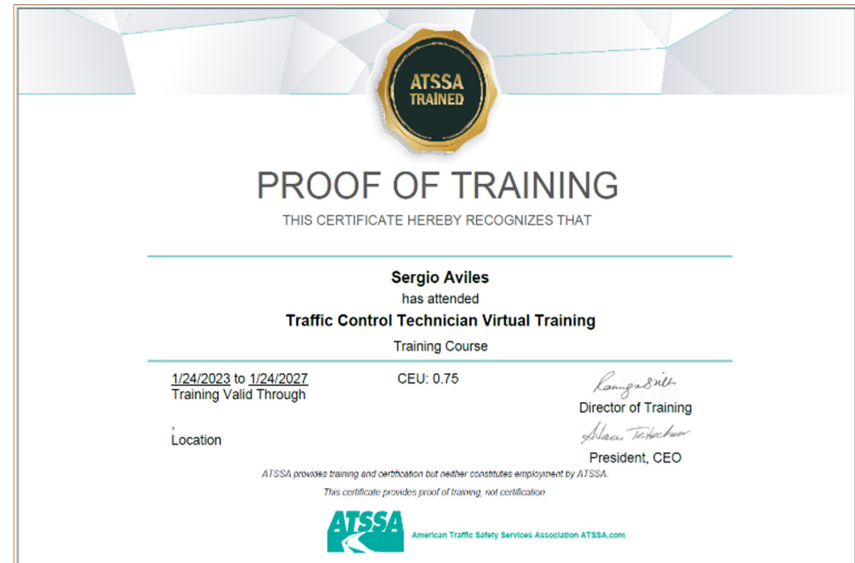 ATSSA
TRAINED
PROOF OF TRAINING
THIS CERTIFICATE HEREBY RECOGNIZES THAT
Sergio Aviles
has attended
Traffic Control Technician Virtual Training
Training Course
1/24/2023 to 1/24/2027
Training Valid Through
CEU: 0.75
Director of Training
,
Location
President, CEO
ATSSA provides training and certification but neither constitutes employment by ATSSA.
This certificate provides proof of training, not certification
ATSSA
American Traffic Safety Services Association ATSSA.com